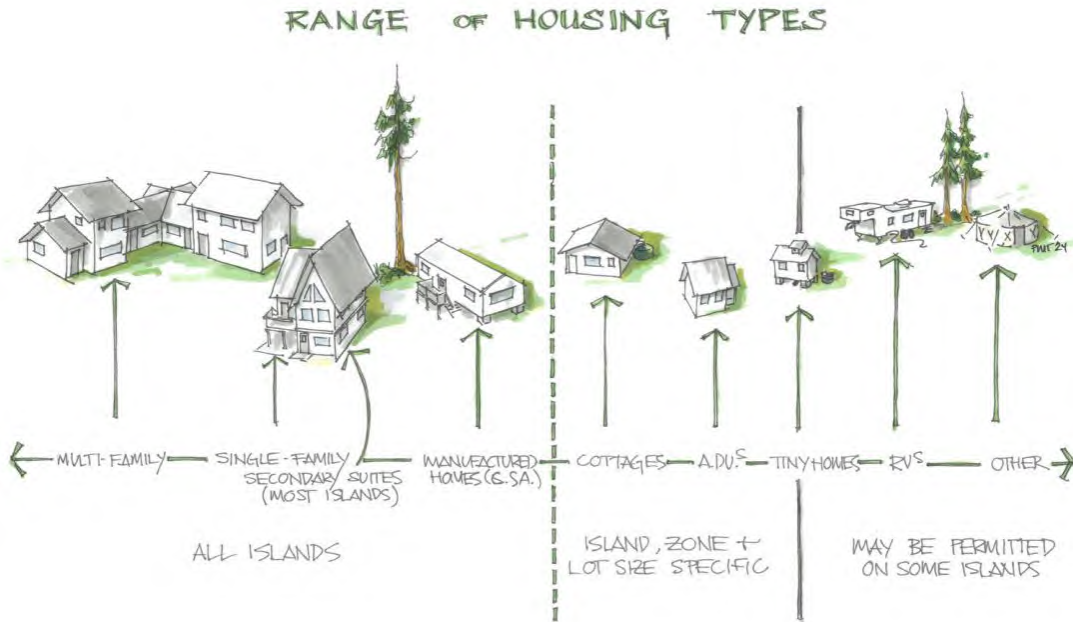 RANGE OF HOUSING TYPES
MULTI-FAMILY
SINGLE-FAMILY
SECONDARY SUITES
(MOST ISLANDS)
MANUFACTURED
HOMES (C.S.A.)
COTTAGES
A.D.U.S
TINY HOMES
RVS
OTHER
ALL ISLANDS
ISLAND, ZONE +
LOT SIZE SPECIFIC
MAY BE PERMITTED
ON SOME ISLANDS